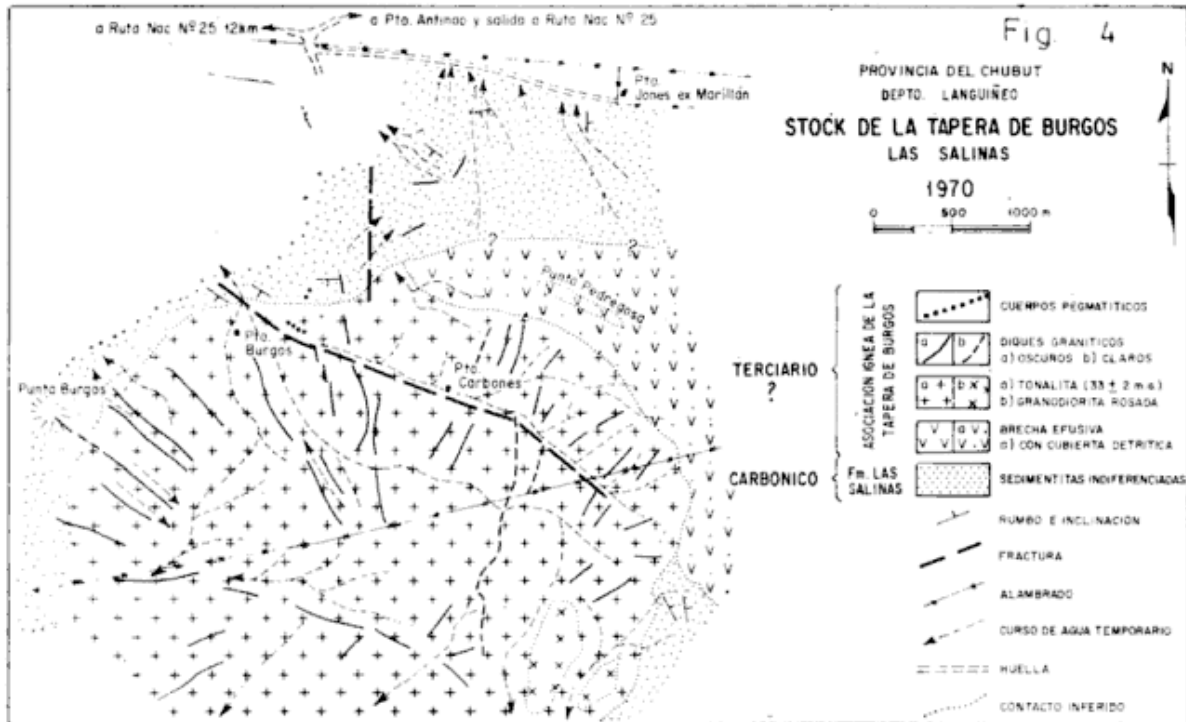 a Ruta Nac Nº 25 12km
a Pto. Antinao y salida a Ruta Nac Nº 25
Fig 4
PROVINCIA DEL CHUBUT
DEPTO. LANGUIÑEO
STOCK DE LA TAPERA DE BURGOS
LAS SALINAS
1970
0 500 1000 m
N
Pto.
Jones ex Marillán
?
?
Punta Pedregosa
Pto.
Burgos
Pto.
Carbones
Punta Burgos
TERCIARIO
?
ASOCIACION IGNEA DE LA
TAPERA DE BURGOS
CUERPOS PEGMATITICOS
a b
DIQUES GRANITICOS
a) OSCUROS b) CLAROS
a b
a) TONALITA (33 ± 2 m.a.)
b) GRANODIORITA ROSADA
a
BRECHA EFUSIVA
a) CON CUBIERTA DETRITICA
CARBONICO
Fm. LAS
SALINAS
SEDIMENTITAS INDIFERENCIADAS
RUMBO E INCLINACIÓN
FRACTURA
ALAMBRADO
CURSO DE AGUA TEMPORARIO
HUELLA
CONTACTO INFERIDO